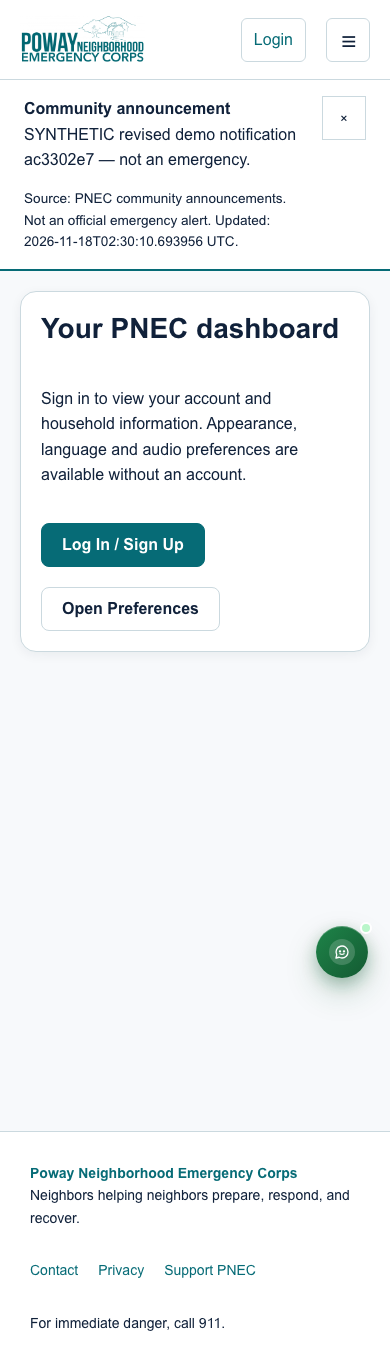 POWAY NEIGHBORHOOD
EMERGENCY CORPS
Login
Community announcement
SYNTHETIC revised demo notification
ac3302e7 — not an emergency.
×
Source: PNEC community announcements.
Not an official emergency alert. Updated:
2026-11-18T02:30:10.693956 UTC.
Your PNEC dashboard
Sign in to view your account and
household information. Appearance,
language and audio preferences are
available without an account.
Log In / Sign Up
Open Preferences
Poway Neighborhood Emergency Corps
Neighbors helping neighbors prepare, respond, and
recover.
Contact Privacy Support PNEC
For immediate danger, call 911.